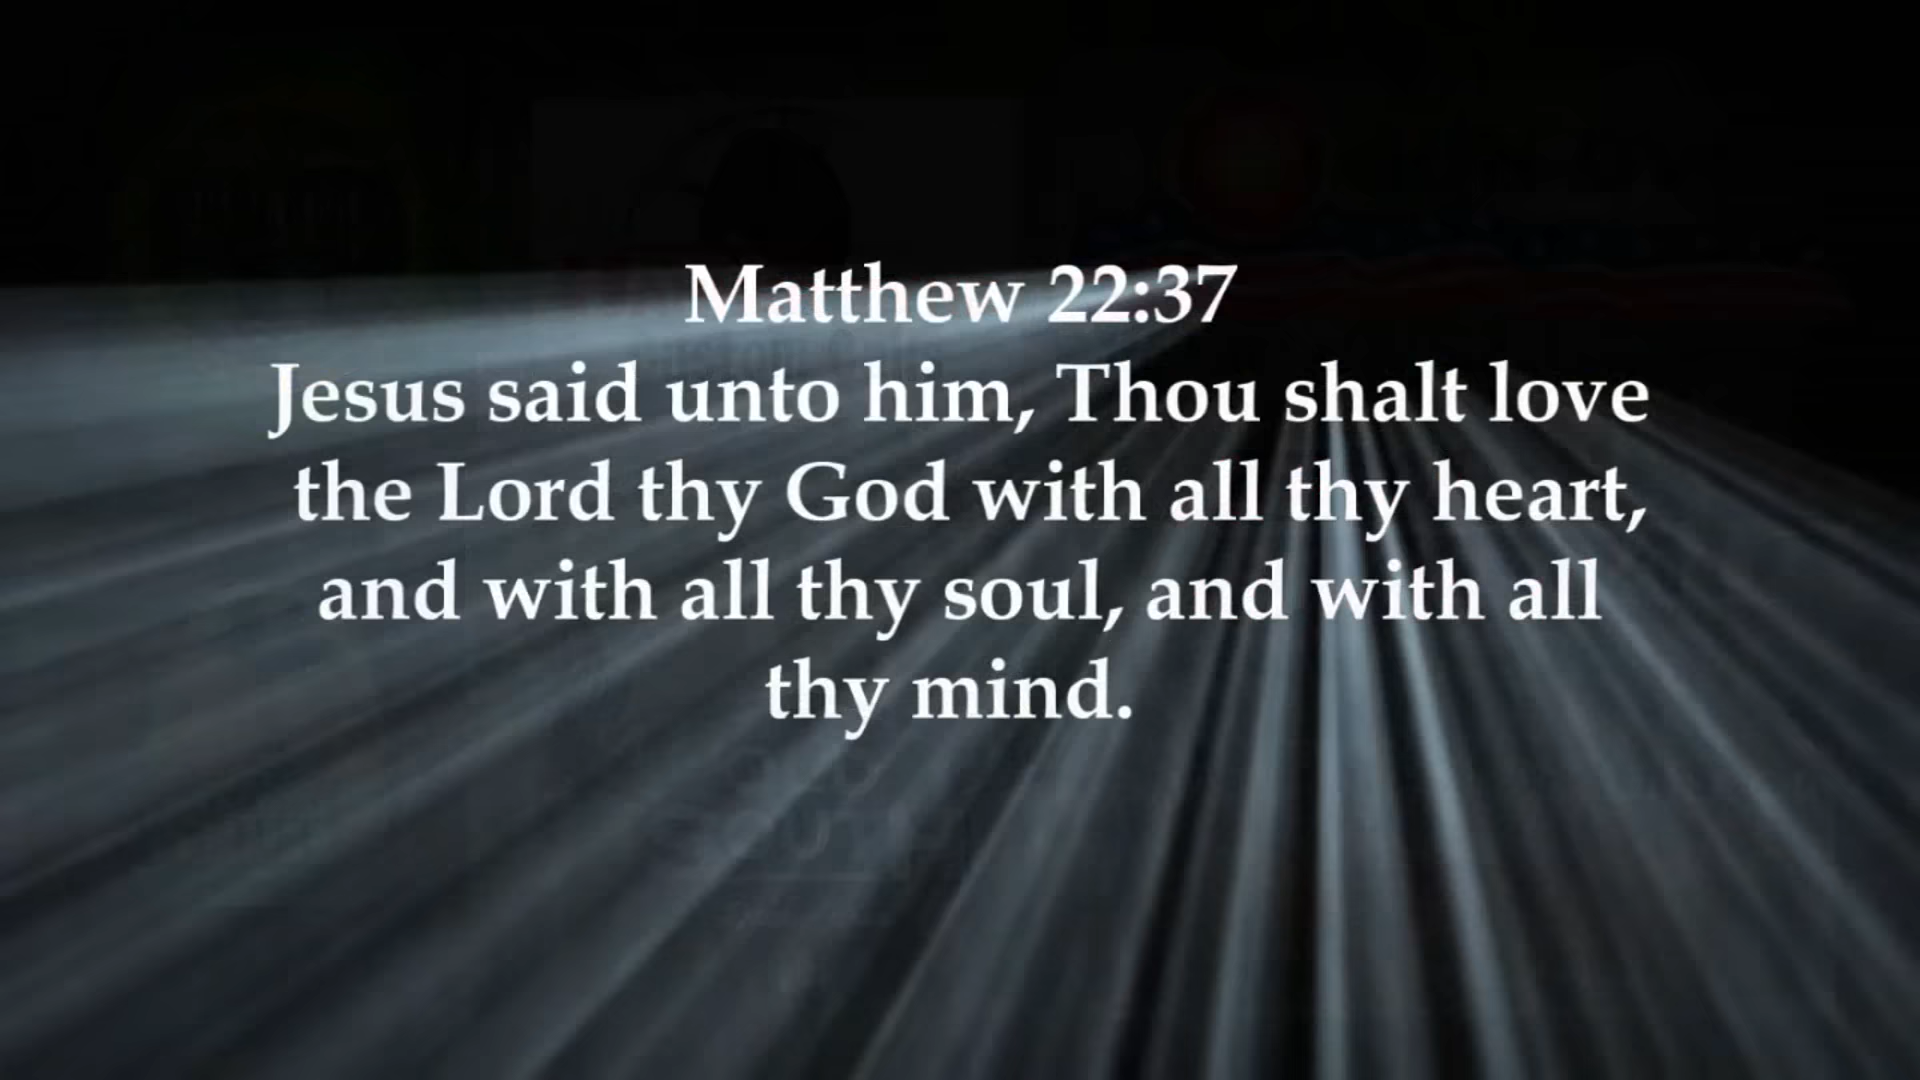 Matthew 22:37
Jesus said unto him, Thou shalt love
the Lord thy God with all thy heart,
and with all thy soul, and with all
thy mind.